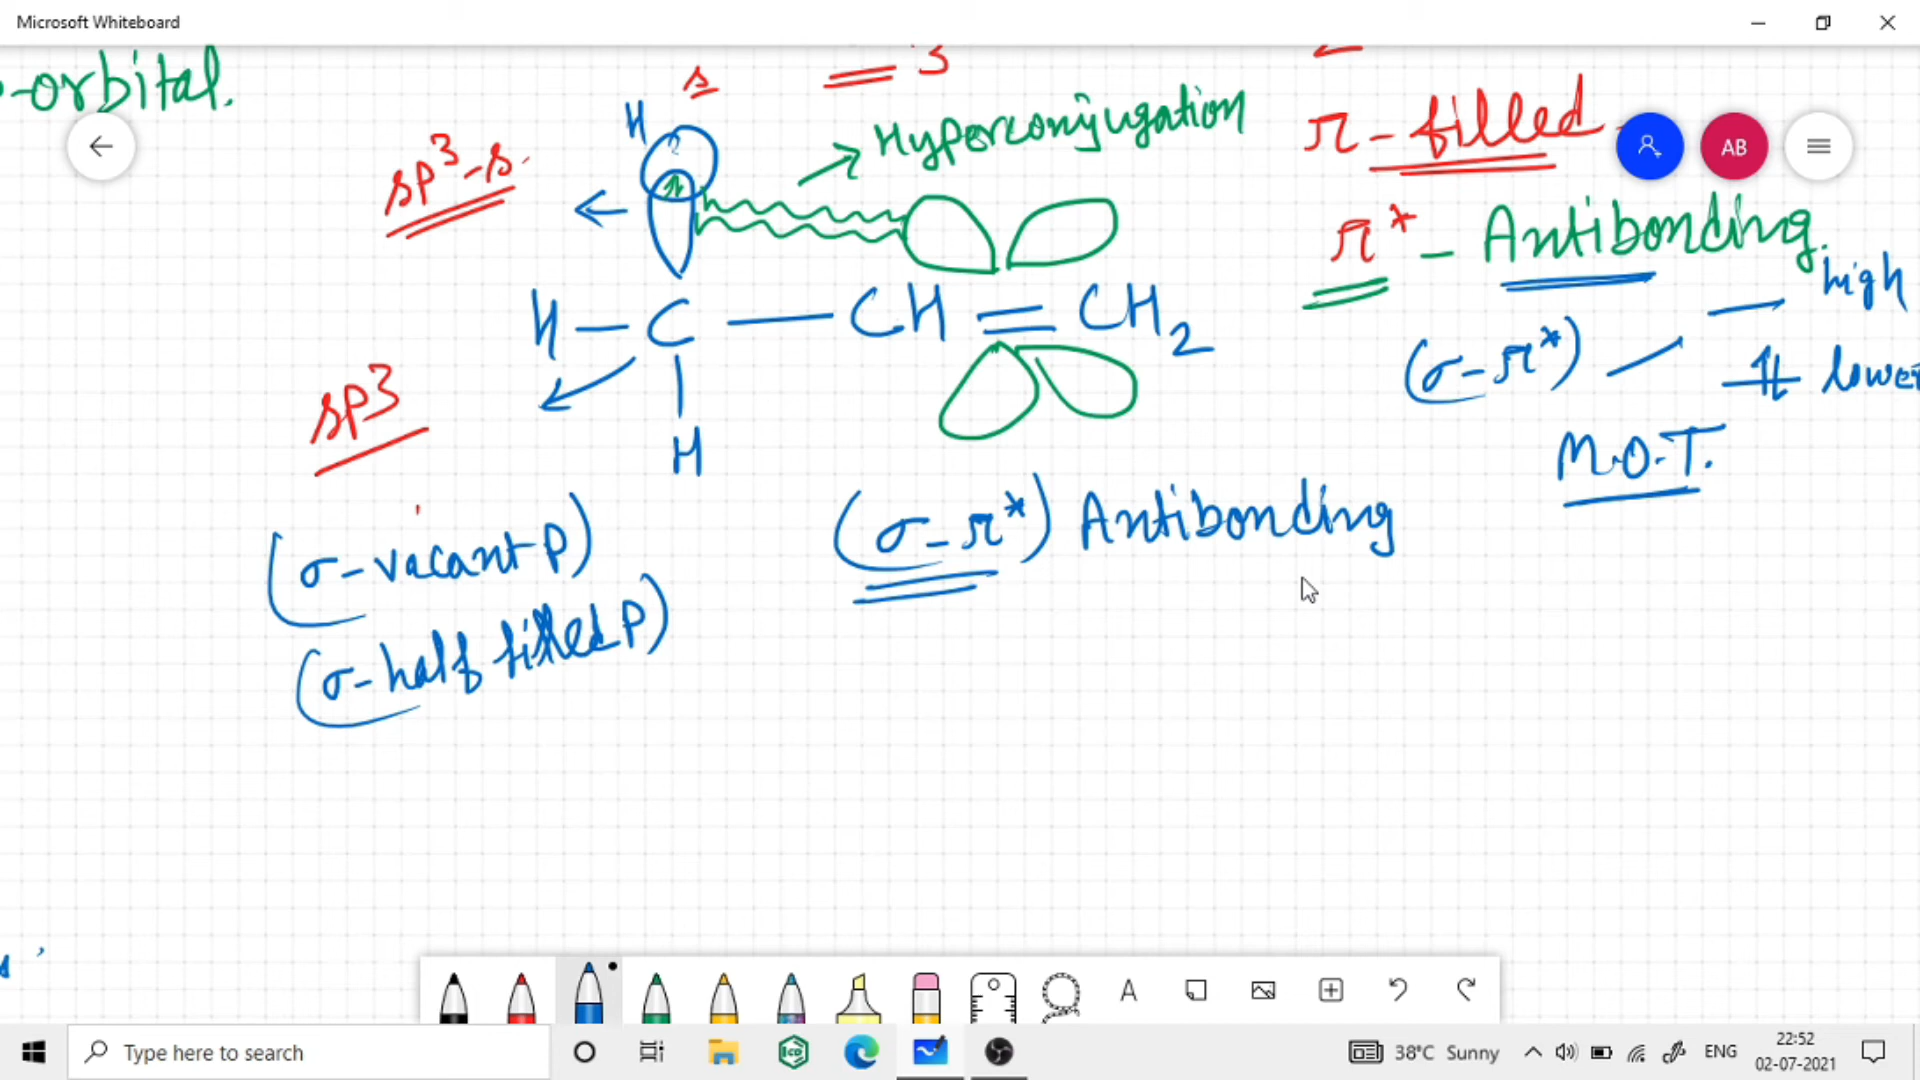 Microsoft Whiteboard
-orbital.
s
3
H
sp³-s.
Hyperconjugation
π-filled
AB
π* - Antibonding.
high
H-C-CH=CH₂
(σ-π*)
lower
sp3
H
M.O.T.
(σ-vacant P)
(σ-π*) Antibonding
(σ-half filled P)
A
Type here to search
38°C Sunny
ENG
22:52
02-07-2021